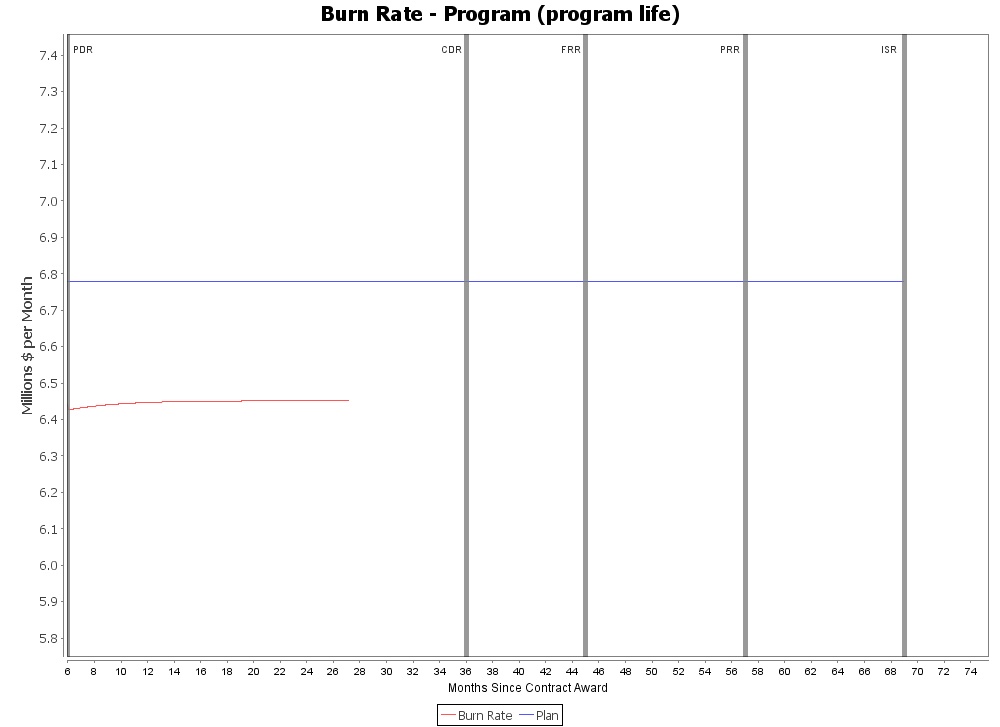 Burn Rate - Program (program life)
PDR CDR FRR PRR ISR
7.4
7.3
7.2
7.1
7.0
6.9
6.8
6.7
6.6
6.5
6.4
6.3
6.2
6.1
6.0
5.9
5.8
Millions $ per Month
6 8 10 12 14 16 18 20 22 24 26 28 30 32 34 36 38 40 42 44 46 48 50 52 54 56 58 60 62 64 66 68 70 72 74
Months Since Contract Award
Burn Rate Plan